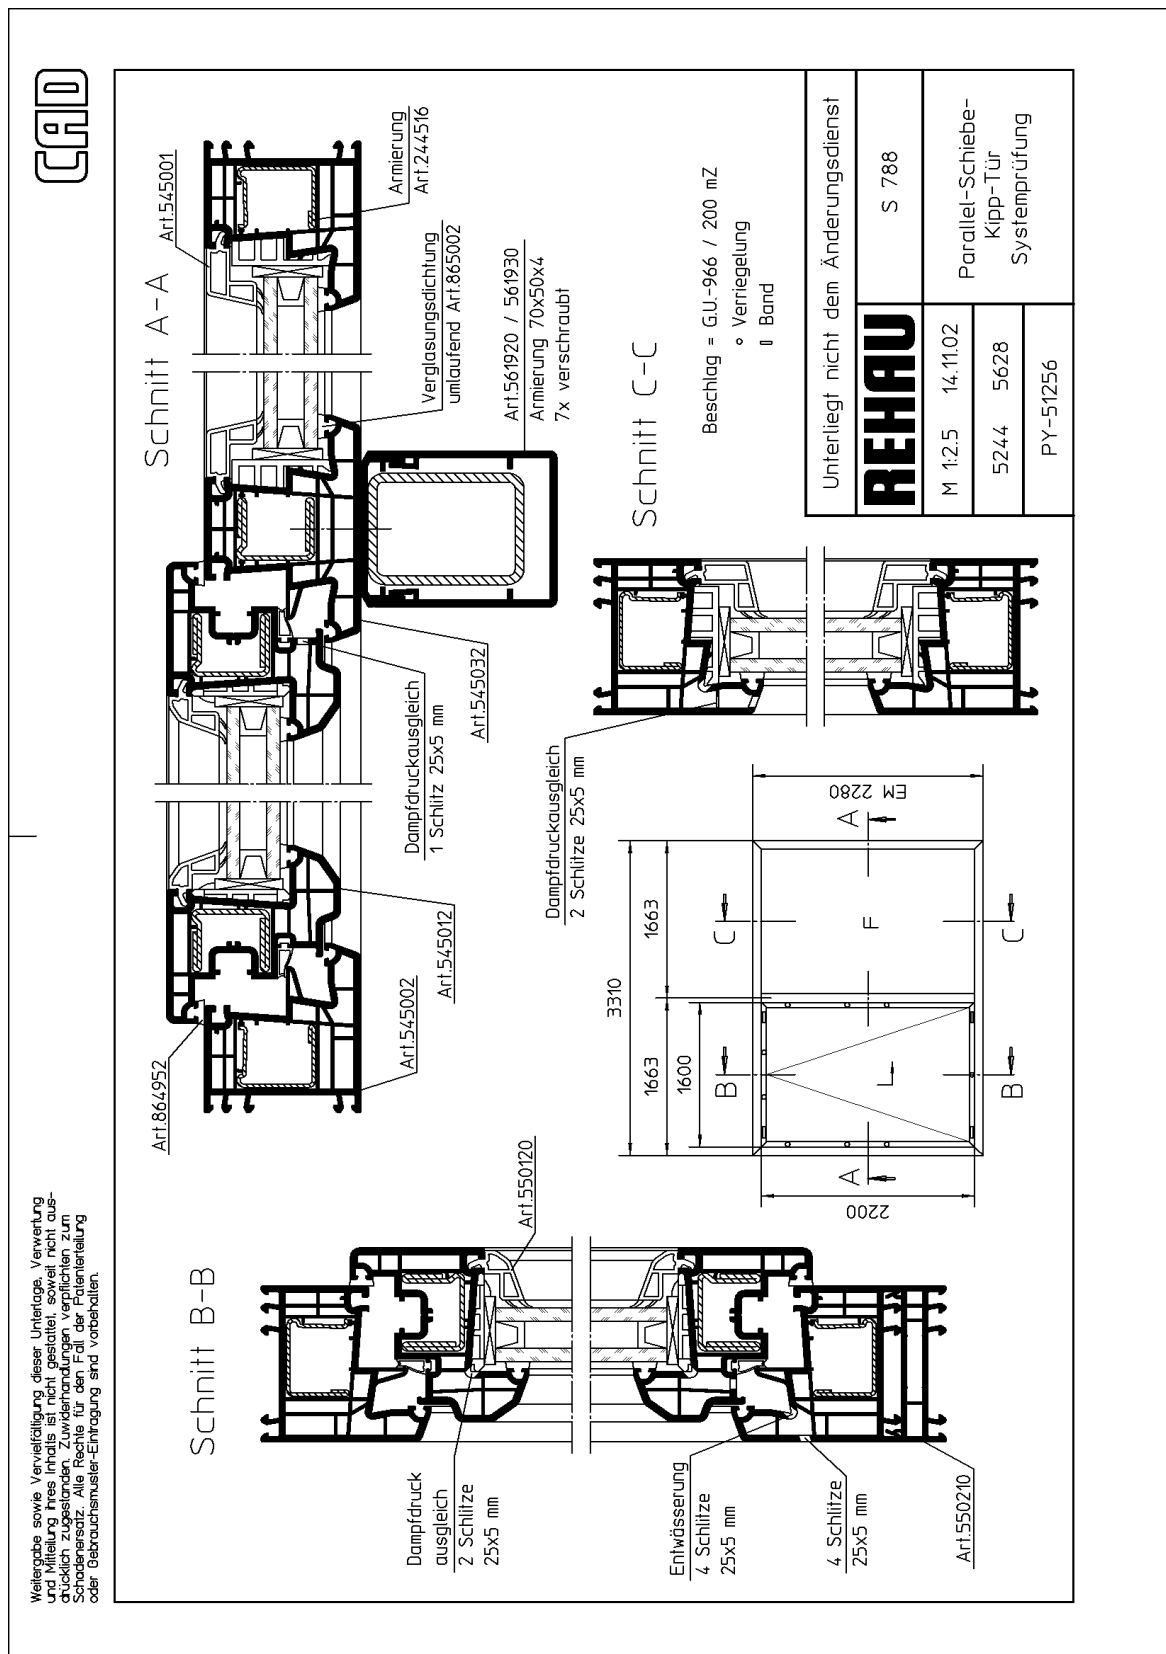 Weitergabe sowie Vervielfältigung dieser Unterlage, Verwertung
und Mitteilung ihres Inhalts ist nicht gestattet, soweit nicht aus-
drücklich zugestanden. Zuwiderhandlungen verpflichten zum
Schadenersatz. Alle Rechte für den Fall der Patenterteilung
oder Gebrauchsmuster-Eintragung sind vorbehalten.
CAD
Schnitt A-A
Art.545001
Armierung
Art.244516
Verglasungsdichtung
umlaufend Art.865002
Art.561920 / 561930
Armierung 70x50x4
7x verschraubt
Art.864952
Art.545002
Art.545012
Dampfdruckausgleich
1 Schlitz 25x5 mm
Art.545032
Schnitt B-B
Art.550120
Dampfdruck
ausgleich
2 Schlitze
25x5 mm
Entwässerung
4 Schlitze
25x5 mm
4 Schlitze
25x5 mm
Art.550210
Schnitt C-C
Dampfdruckausgleich
2 Schlitze 25x5 mm
Beschlag = G.U.-966 / 200 mZ
Verriegelung
Band
3310
1663
1663
1600
2200
EM 2280
A
A
B
B
C
C
F
L
Unterliegt nicht dem Änderungsdienst
REHAU
S 788
M 1:2.5 14.11.02
5244 5628
PY-51256
Parallel-Schiebe-
Kipp-Tür
Systemprüfung